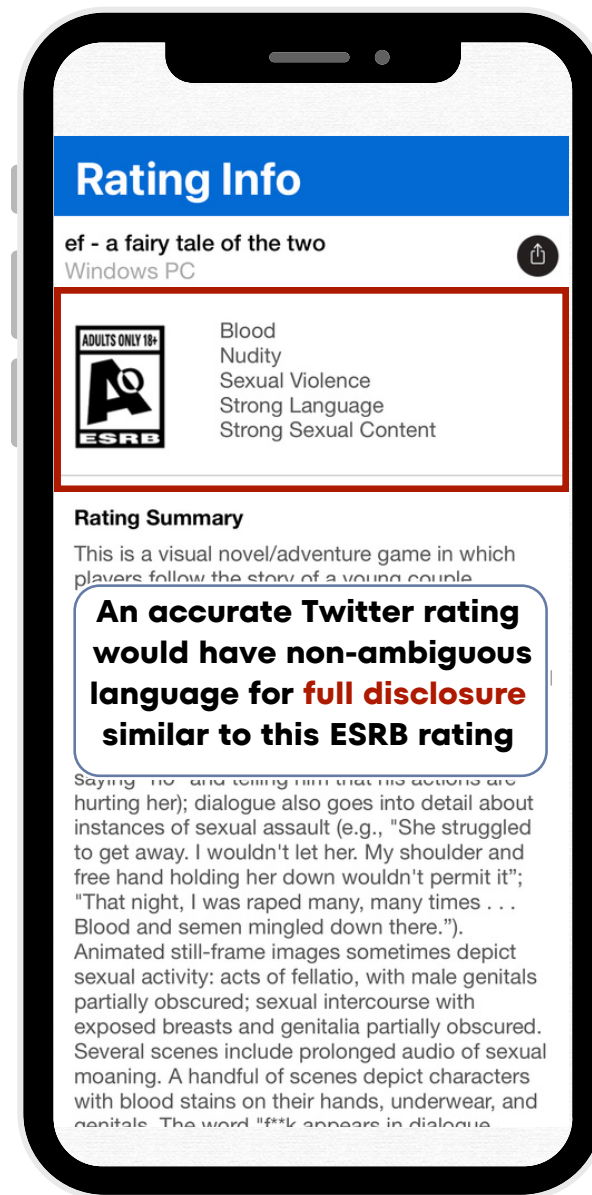 Rating Info
ef - a fairy tale of the two
Windows PC
ADULTS ONLY 18+
AO
ESRB
Blood
Nudity
Sexual Violence
Strong Language
Strong Sexual Content
Rating Summary
This is a visual novel/adventure game in which
players follow the story of a young couple
An accurate Twitter rating
would have non-ambiguous
language for full disclosure
similar to this ESRB rating
saying "no" and telling him that his actions are
hurting her); dialogue also goes into detail about
instances of sexual assault (e.g., "She struggled
to get away. I wouldn't let her. My shoulder and
free hand holding her down wouldn't permit it";
"That night, I was raped many, many times . . .
Blood and semen mingled down there.").
Animated still-frame images sometimes depict
sexual activity: acts of fellatio, with male genitals
partially obscured; sexual intercourse with
exposed breasts and genitalia partially obscured.
Several scenes include prolonged audio of sexual
moaning. A handful of scenes depict characters
with blood stains on their hands, underwear, and
genitals. The word "f**k appears in dialogue